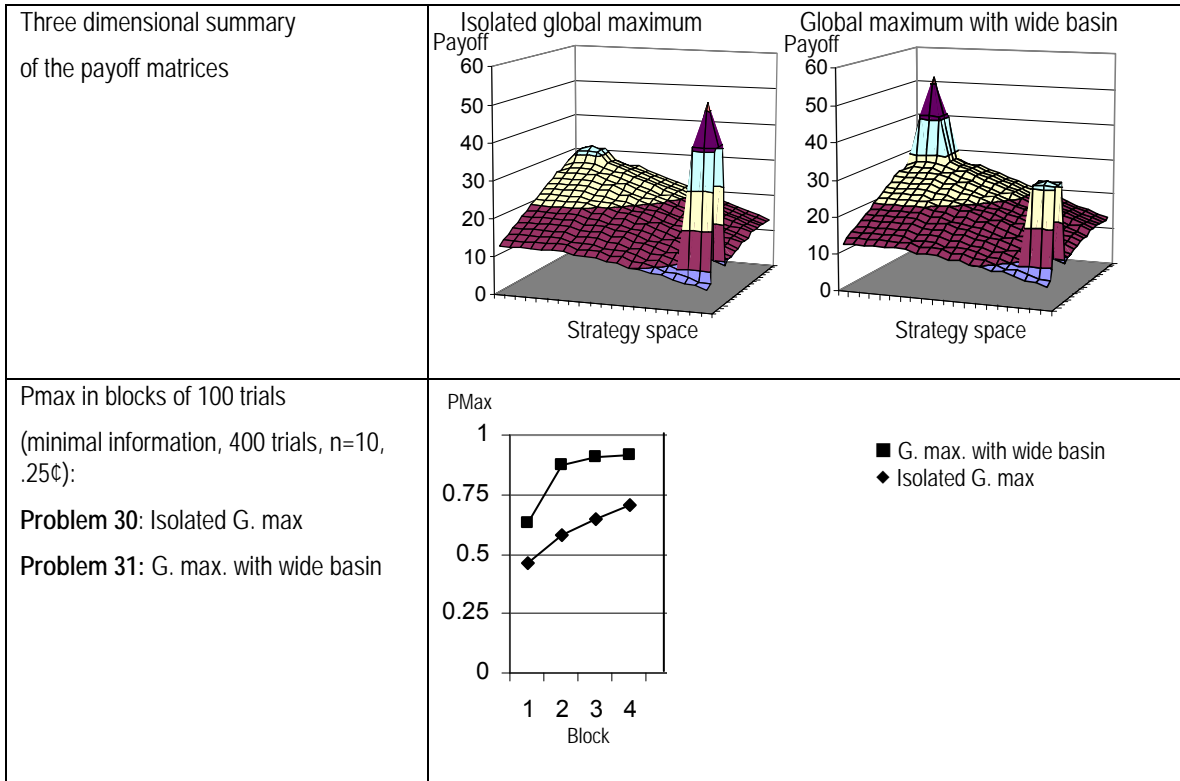 Three dimensional summary
of the payoff matrices
Isolated global maximum
Payoff
60
50
40
30
20
10
0
Strategy space
Global maximum with wide basin
Payoff
60
50
40
30
20
10
0
Strategy space
Pmax in blocks of 100 trials
(minimal information, 400 trials, n=10,
.25¢):
Problem 30: Isolated G. max
Problem 31: G. max. with wide basin
PMax
1
0.75
0.5
0.25
0
1 2 3 4
Block
G. max. with wide basin
Isolated G. max